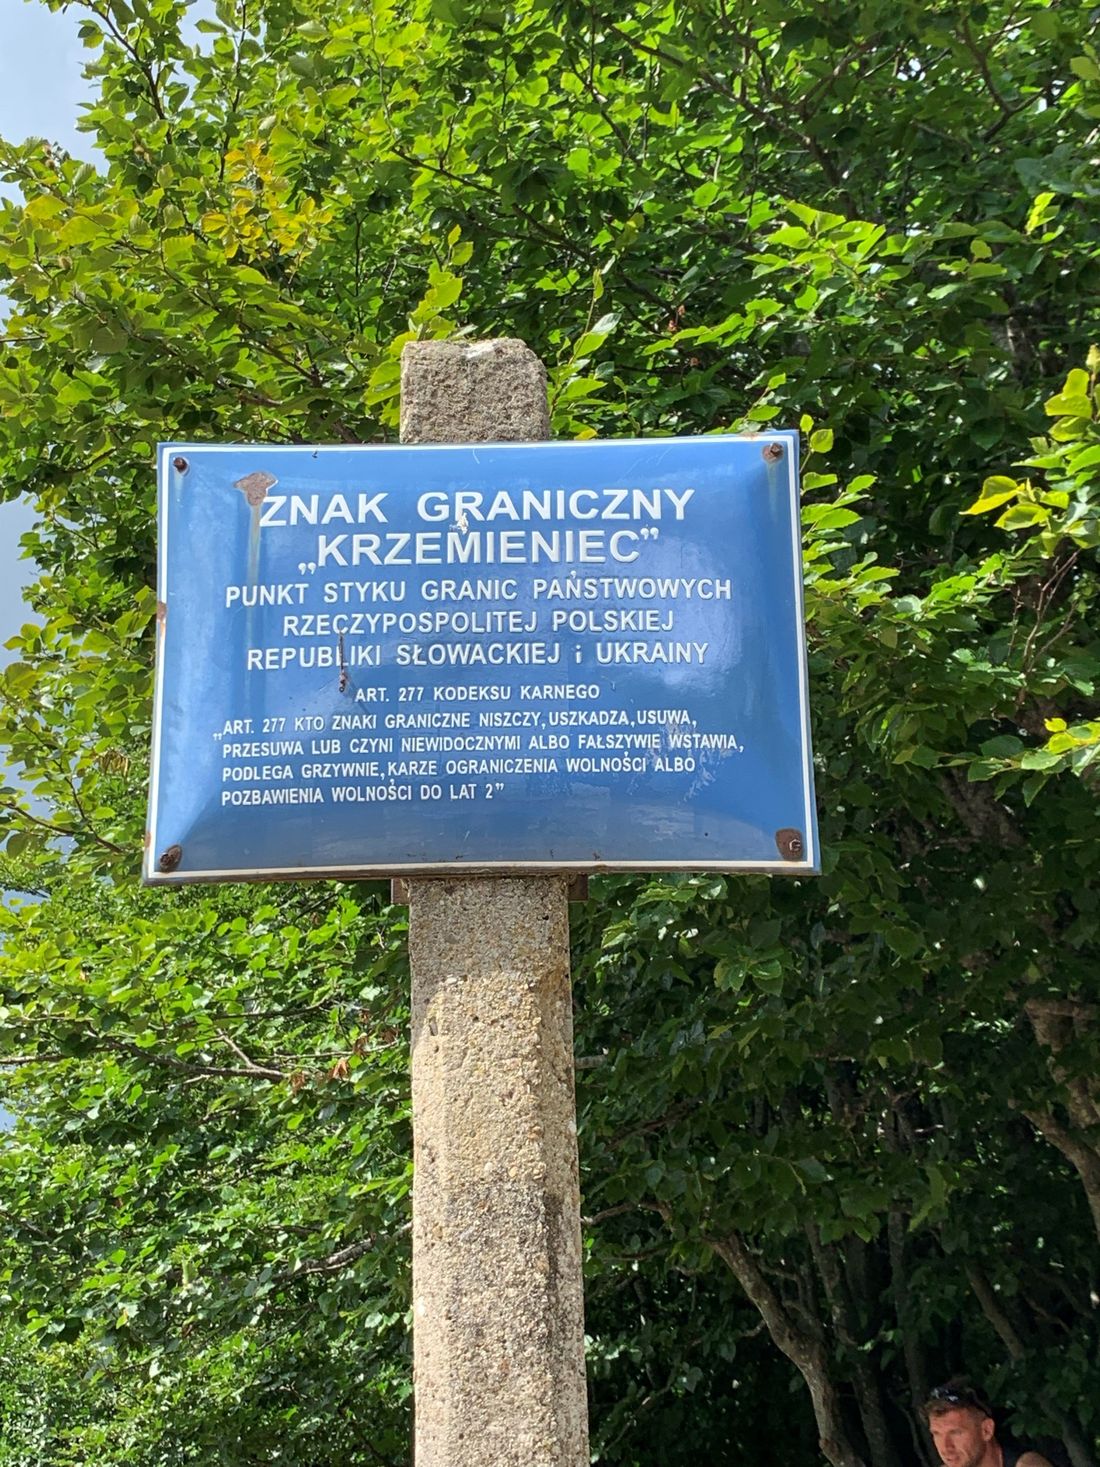 ZNAK GRANICZNY
„KRZEMIENIEC”
PUNKT STYKU GRANIC PAŃSTWOWYCH
RZECZYPOSPOLITEJ POLSKIEJ
REPUBLIKI SŁOWACKIEJ i UKRAINY
ART. 277 KODEKSU KARNEGO
„ART. 277 KTO ZNAKI GRANICZNE NISZCZY, USZKADZA, USUWA,
PRZESUWA LUB CZYNI NIEWIDOCZNYMI ALBO FAŁSZYWIE WSTAWIA,
PODLEGA GRZYWNIE, KARZE OGRANICZENIA WOLNOŚCI ALBO
POZBAWIENIA WOLNOŚCI DO LAT 2”